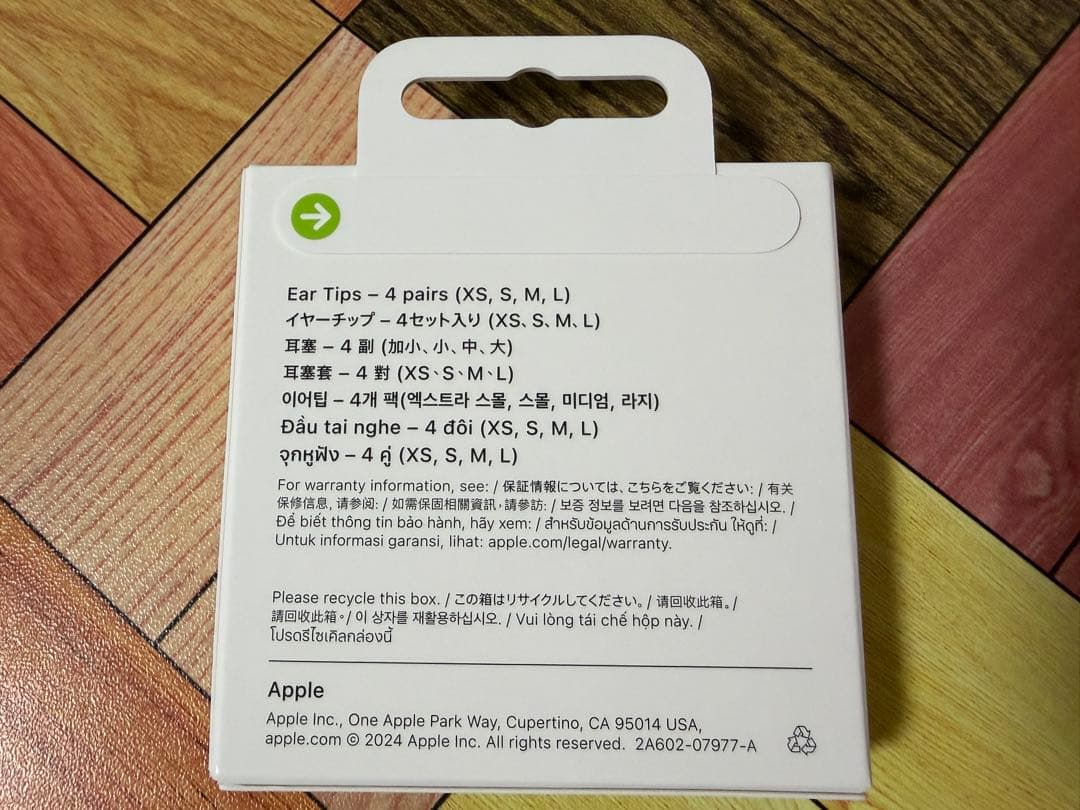 Ear Tips – 4 pairs (XS, S, M, L)
イヤーチップ – 4セット入り (XS、S、M、L)
耳塞 – 4 副 (加小、小、中、大)
耳塞套 – 4 對 (XS、S、M、L)
이어팁 – 4개 팩(엑스트라 스몰, 스몰, 미디엄, 라지)
Đầu tai nghe – 4 đôi (XS, S, M, L)
จุกหูฟัง – 4 คู่ (XS, S, M, L)
For warranty information, see: / 保証情報については、こちらをご覧ください: / 有关
保修信息, 请参阅: / 如需保固相關資訊，請參訪: / 보증 정보를 보려면 다음을 참조하십시오. /
Để biết thông tin bảo hành, hãy xem: / สำหรับข้อมูลด้านการรับประกัน ให้ดูที่: /
Untuk informasi garansi, lihat: apple.com/legal/warranty.
Please recycle this box. / この箱はリサイクルしてください。/ 请回收此箱。/
請回收此箱。/ 이 상자를 재활용하십시오. / Vui lòng tái chế hộp này. /
โปรดรีไซเคิลกล่องนี้
Apple
Apple Inc., One Apple Park Way, Cupertino, CA 95014 USA,
apple.com © 2024 Apple Inc. All rights reserved. 2A602-07977-A